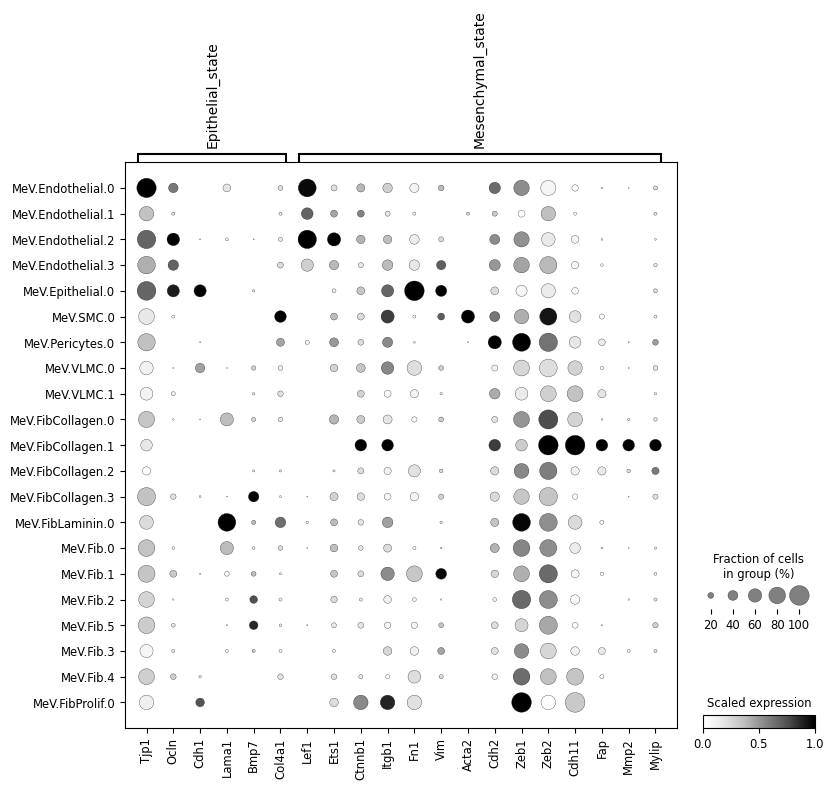 Epithelial_state
Mesenchymal_state
MeV.Endothelial.0
MeV.Endothelial.1
MeV.Endothelial.2
MeV.Endothelial.3
MeV.Epithelial.0
MeV.SMC.0
MeV.Pericytes.0
MeV.VLMC.0
MeV.VLMC.1
MeV.FibCollagen.0
MeV.FibCollagen.1
MeV.FibCollagen.2
MeV.FibCollagen.3
MeV.FibLaminin.0
MeV.Fib.0
MeV.Fib.1
MeV.Fib.2
MeV.Fib.5
MeV.Fib.3
MeV.Fib.4
MeV.FibProlif.0
Tjp1
Ocln
Cdh1
Lama1
Bmp7
Col4a1
Lef1
Ets1
Ctnnb1
Itgb1
Fn1
Vim
Acta2
Cdh2
Zeb1
Zeb2
Cdh11
Fap
Mmp2
Mylip
Fraction of cells
in group (%)
20 40 60 80 100
Scaled expression
0.0 0.5 1.0